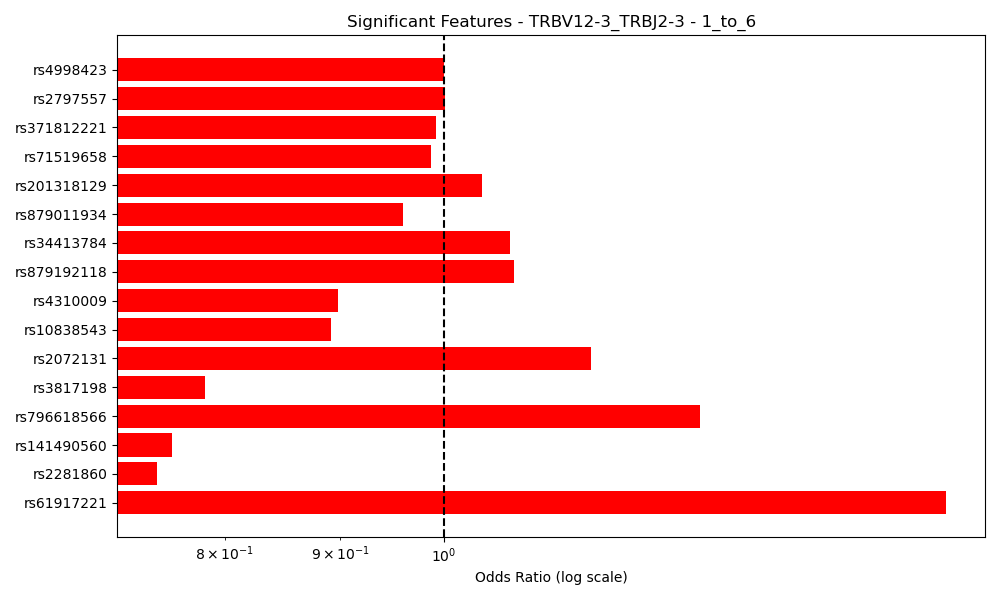 Significant Features - TRBV12-3_TRBJ2-3 - 1_to_6
rs4998423
rs2797557
rs371812221
rs71519658
rs201318129
rs879011934
rs34413784
rs879192118
rs4310009
rs10838543
rs2072131
rs3817198
rs796618566
rs141490560
rs2281860
rs61917221
8 × 10⁻¹ 9 × 10⁻¹ 10⁰
Odds Ratio (log scale)